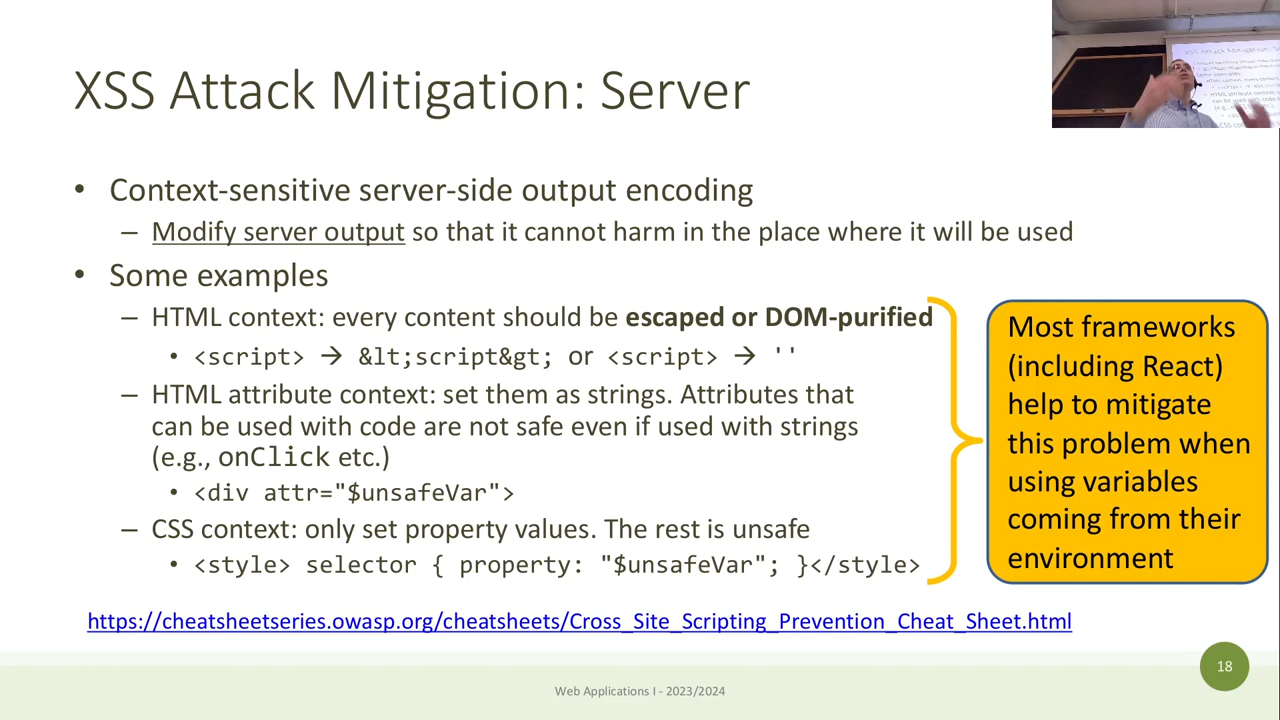 XSS Attack Mitigation: Server
• Context-sensitive server-side output encoding
– Modify server output so that it cannot harm in the place where it will be used
• Some examples
– HTML context: every content should be escaped or DOM-purified
• <script> → &lt;script&gt; or <script> → ''
– HTML attribute context: set them as strings. Attributes that
can be used with code are not safe even if used with strings
(e.g., onClick etc.)
• <div attr="$unsafeVar">
– CSS context: only set property values. The rest is unsafe
• <style> selector { property: "$unsafeVar"; }</style>
Most frameworks
(including React)
help to mitigate
this problem when
using variables
coming from their
environment
https://cheatsheetseries.owasp.org/cheatsheets/Cross_Site_Scripting_Prevention_Cheat_Sheet.html
18
Web Applications I - 2023/2024